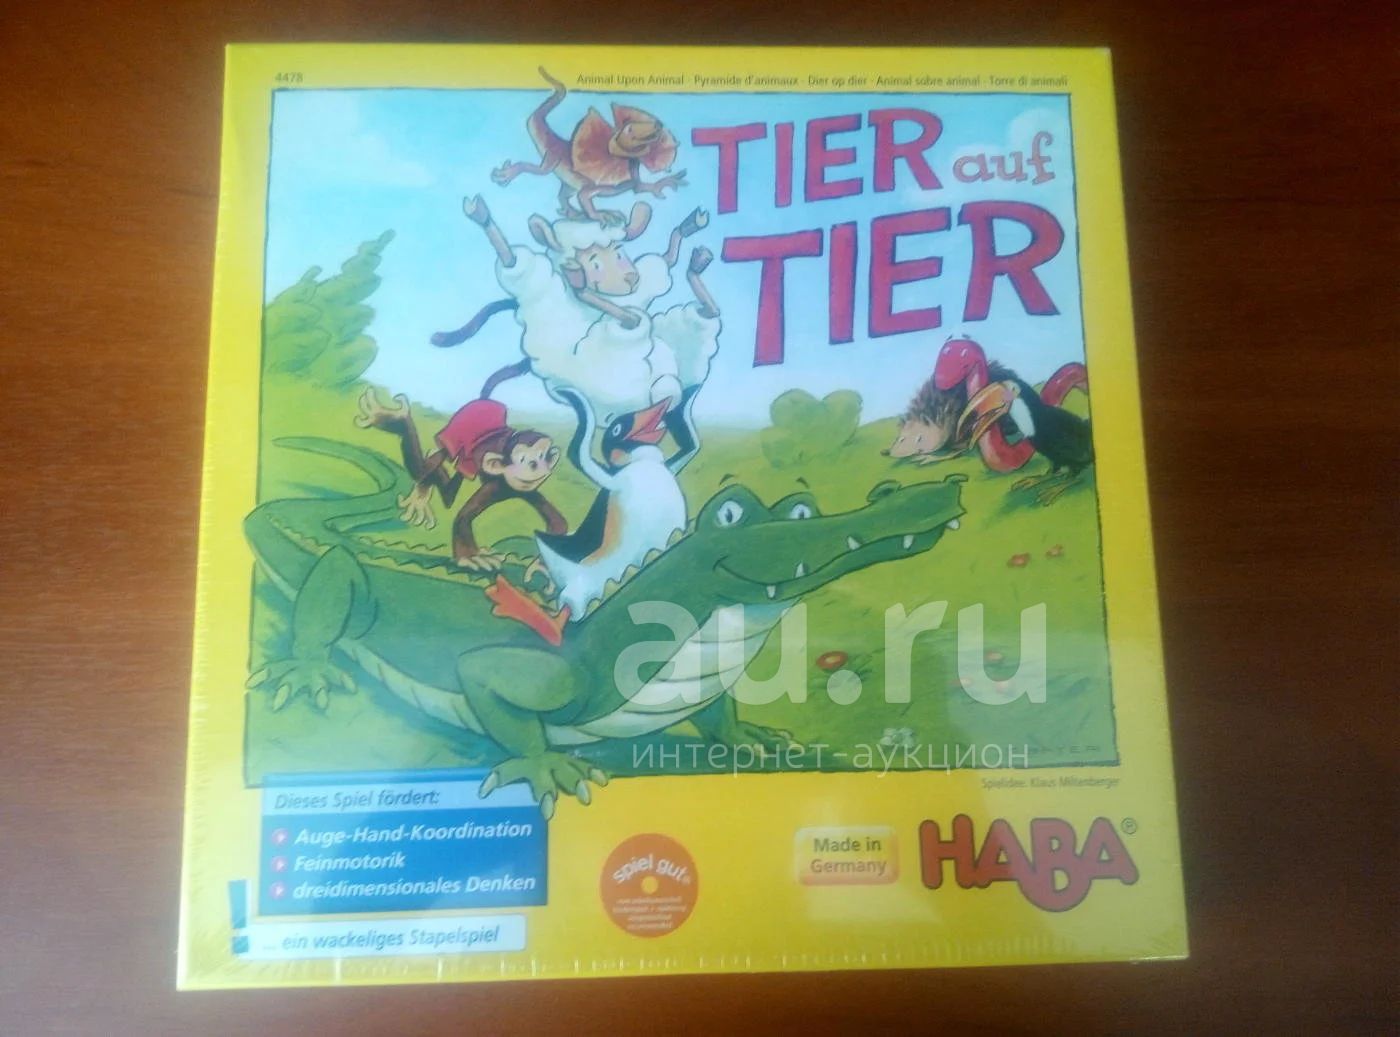 4478
Animal Upon Animal · Pyramide d'animaux · Dier op dier · Animal sobre animal · Torre di animali
TIER auf
TIER
au.ru
интернет-аукцион
Spielidee: Klaus Miltenberger
Dieses Spiel fördert:
Auge-Hand-Koordination
Feinmotorik
dreidimensionales Denken
... ein wackeliges Stapelspiel
spiel gut
Made in
Germany
HABA®